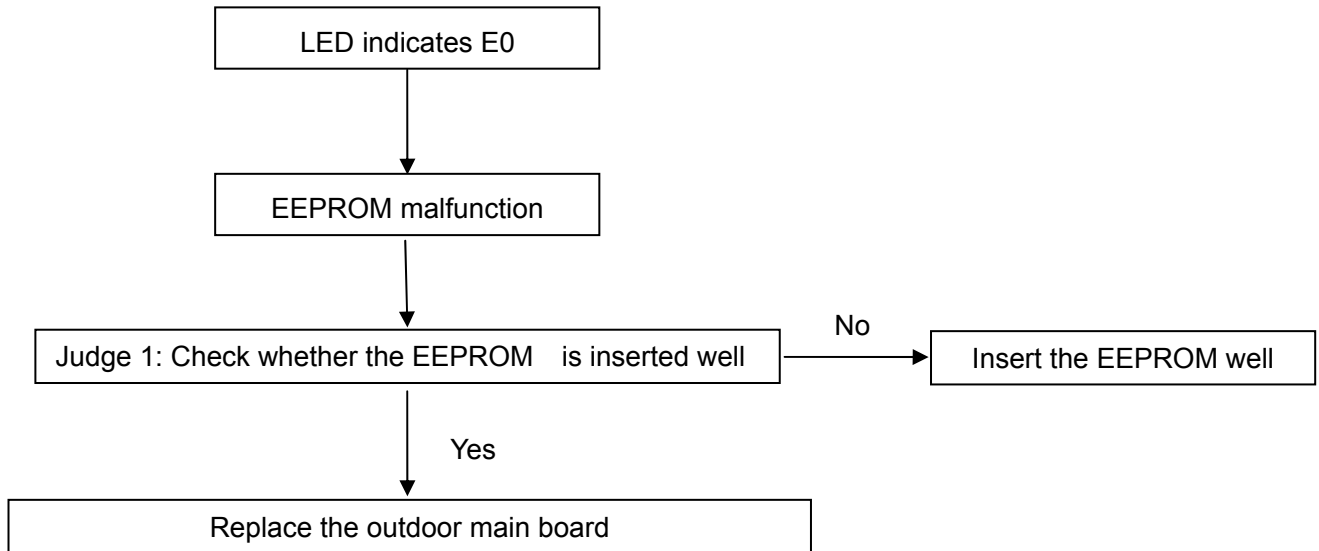 LED indicates E0
EEPROM malfunction
No
Judge 1: Check whether the EEPROM is inserted well
Insert the EEPROM well
Yes
Replace the outdoor main board